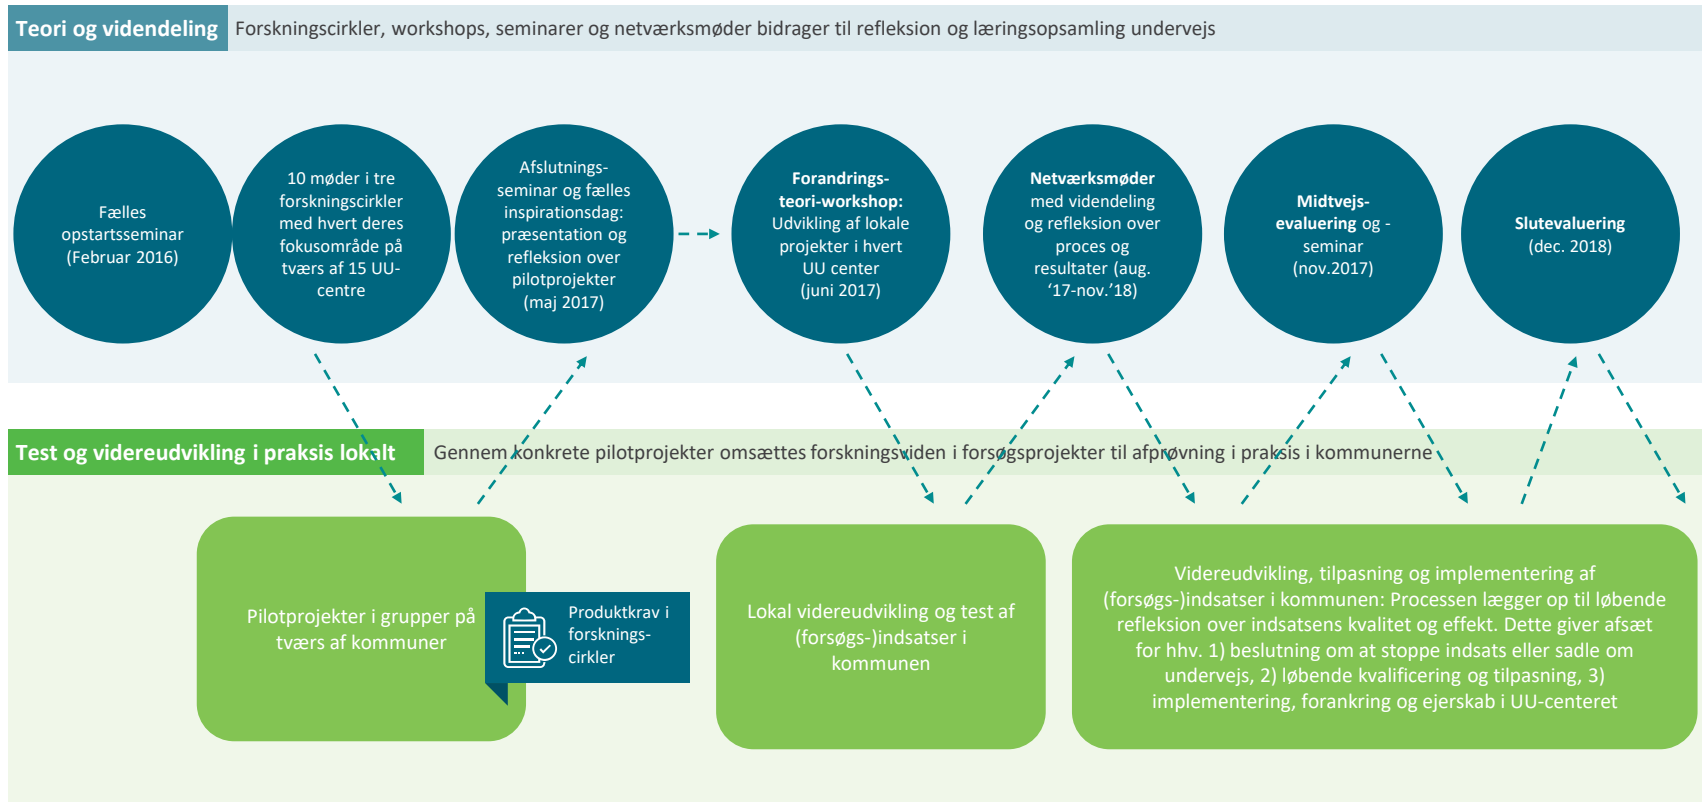 Teori og videndeling
Forskningscirkler, workshops, seminarer og netværksmøder bidrager til refleksion og læringsopsamling undervejs
Fælles
opstartsseminar
(Februar 2016)
10 møder i tre
forskningscirkler
med hvert deres
fokusområde på
tværs af 15 UU-
centre
Afslutnings-
seminar og fælles
inspirationsdag:
præsentation og
refleksion over
pilotprojekter
(maj 2017)
Forandrings-
teori-workshop:
Udvikling af lokale
projekter i hvert
UU center
(juni 2017)
Netværksmøder
med videndeling
og refleksion over
proces og
resultater (aug.
‘17-nov.’18)
Midtvejs-
evaluering og -
seminar
(nov.2017)
Slutevaluering
(dec. 2018)
Test og videreudvikling i praksis lokalt
Gennem konkrete pilotprojekter omsættes forskningsviden i forsøgsprojekter til afprøvning i praksis i kommunerne
Pilotprojekter i grupper på
tværs af kommuner
Produktkrav i
forsknings-
cirkler
Lokal videreudvikling og test af
(forsøgs-)indsatser i
kommunen
Videreudvikling, tilpasning og implementering af
(forsøgs-)indsatser i kommunen: Processen lægger op til løbende
refleksion over indsatsens kvalitet og effekt. Dette giver afsæt
for hhv. 1) beslutning om at stoppe indsats eller sadle om
undervejs, 2) løbende kvalificering og tilpasning, 3)
implementering, forankring og ejerskab i UU-centeret